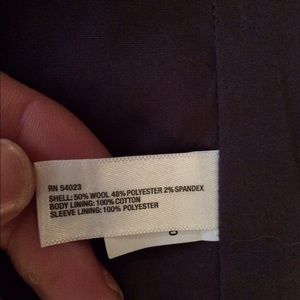 RN 54023
SHELL: 50% WOOL 48% POLYESTER 2% SPANDEX
BODY LINING: 100% COTTON
SLEEVE LINING: 100% POLYESTER